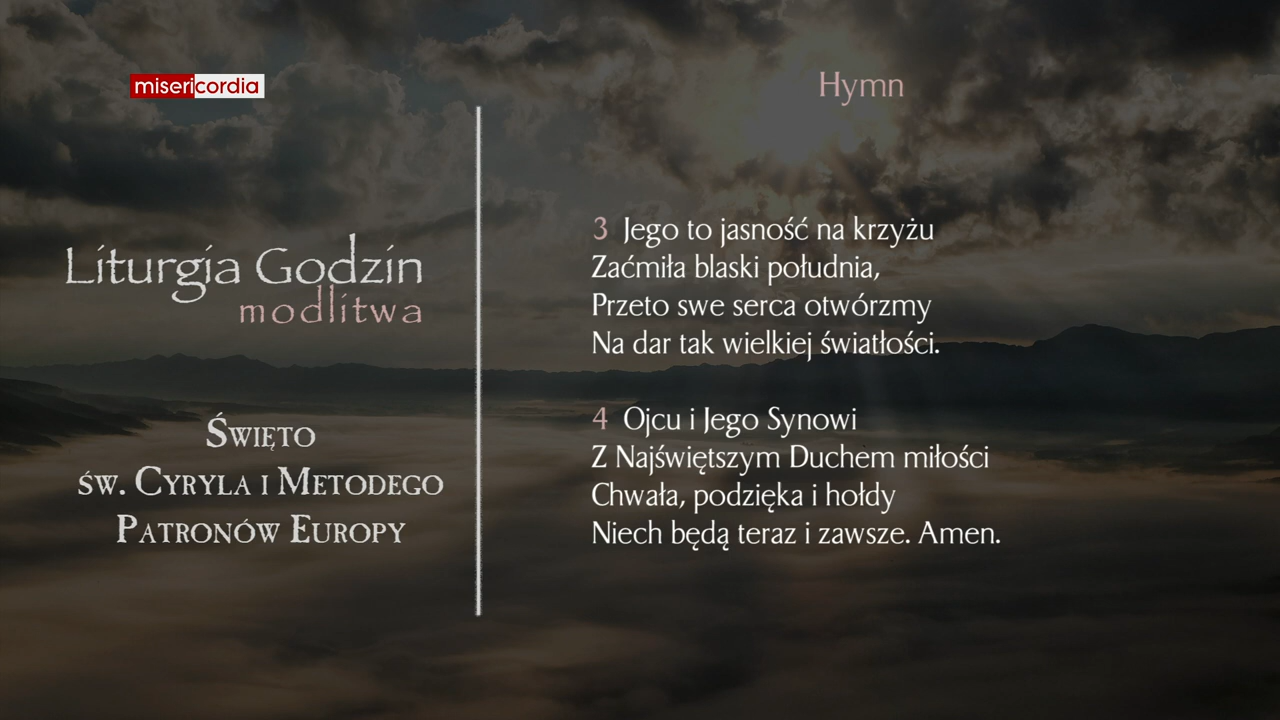 misericordia
Liturgia Godzin
modlitwa
Święto
św. Cyryla i Metodego
Patronów Europy
Hymn
3 Jego to jasność na krzyżu
Zaćmiła blaski południa,
Przeto swe serca otwórzmy
Na dar tak wielkiej światłości.
4 Ojcu i Jego Synowi
Z Najświętszym Duchem miłości
Chwała, podzięka i hołdy
Niech będą teraz i zawsze. Amen.